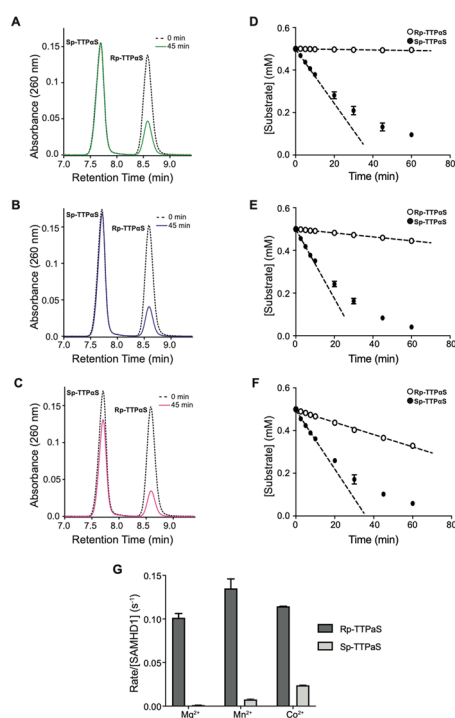 A
Sp-TTPαS
Rp-TTPαS
0 min
45 min
Absorbance (260 nm)
0.15
0.10
0.05
0.00
7.0 7.5 8.0 8.5 9.0
Retention Time (min)
D
Rp-TTPαS
Sp-TTPαS
[Substrate] (mM)
0.6
0.4
0.2
0.0
0 20 40 60 80
Time (min)
B
Sp-TTPαS
Rp-TTPαS
0 min
45 min
Absorbance (260 nm)
0.15
0.10
0.05
0.00
7.0 7.5 8.0 8.5 9.0
Retention Time (min)
E
Rp-TTPαS
Sp-TTPαS
[Substrate] (mM)
0.6
0.4
0.2
0.0
0 20 40 60 80
Time (min)
C
Sp-TTPαS
Rp-TTPαS
0 min
45 min
Absorbance (260 nm)
0.15
0.10
0.05
0.00
7.0 7.5 8.0 8.5 9.0
Retention Time (min)
F
Rp-TTPαS
Sp-TTPαS
[Substrate] (mM)
0.6
0.4
0.2
0.0
0 20 40 60 80
Time (min)
G
Rate/[SAMHD1] (s⁻¹)
0.15
0.10
0.05
0.00
Rp-TTPaS
Sp-TTPaS
Mg²⁺ Mn²⁺ Co²⁺